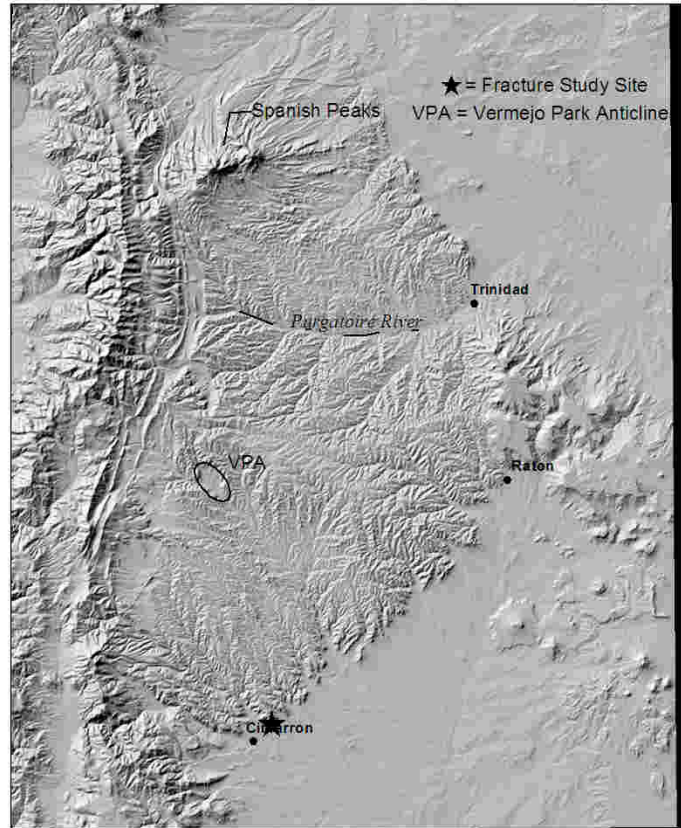 ★ = Fracture Study Site
Spanish Peaks
VPA = Vermejo Park Anticline
Trinidad
Purgatoire River
VPA
Raton
Cimarron